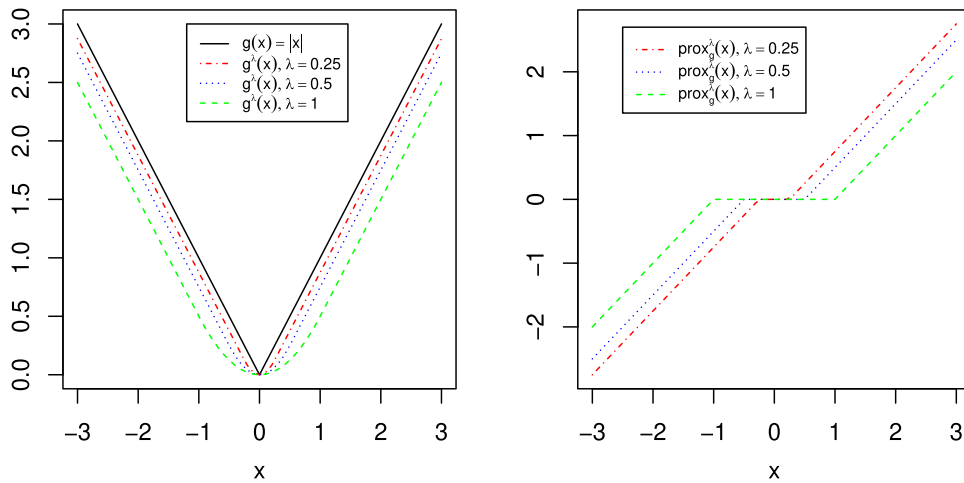 g(x) = |x|
g^λ(x), λ = 0.25
g^λ(x), λ = 0.5
g^λ(x), λ = 1
3.0
2.5
2.0
1.5
1.0
0.5
0.0
−3 −2 −1 0 1 2 3
x
prox_g^λ(x), λ = 0.25
prox_g^λ(x), λ = 0.5
prox_g^λ(x), λ = 1
2
1
0
−1
−2
−3 −2 −1 0 1 2 3
x